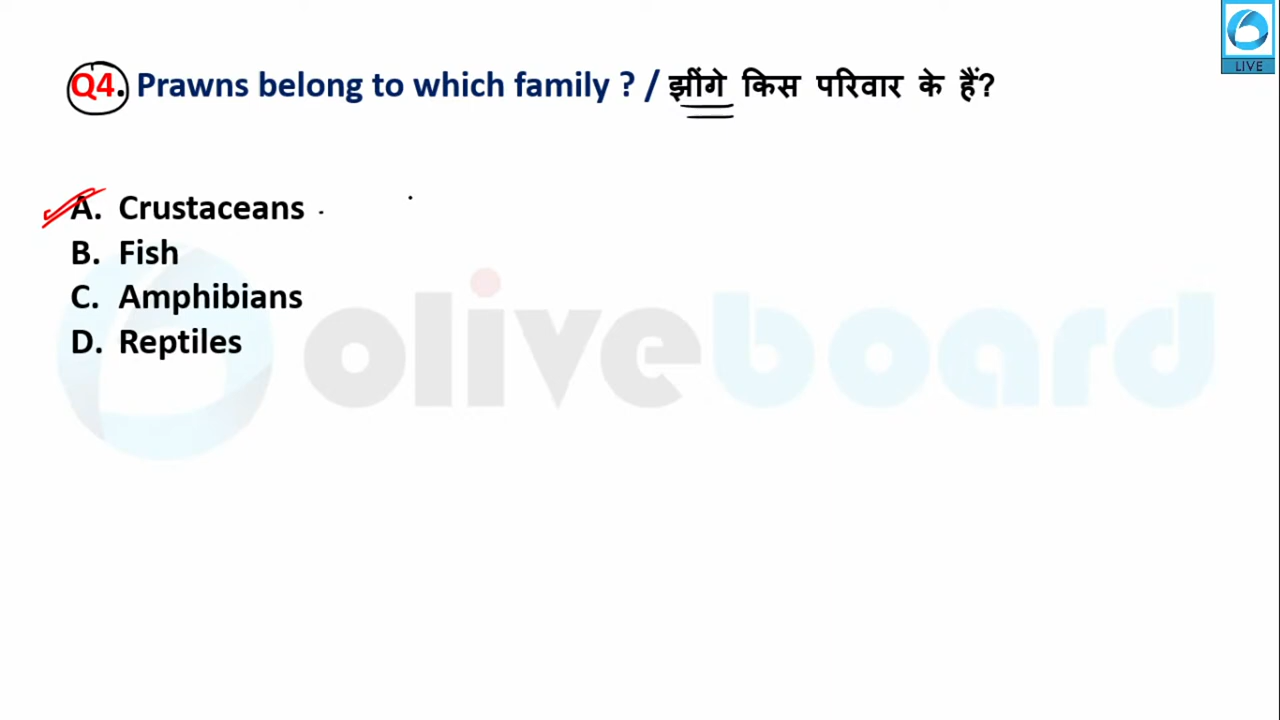 LIVE
Q4. Prawns belong to which family ? / झींगे किस परिवार के हैं?
A. Crustaceans
B. Fish
C. Amphibians
D. Reptiles
oliveboard